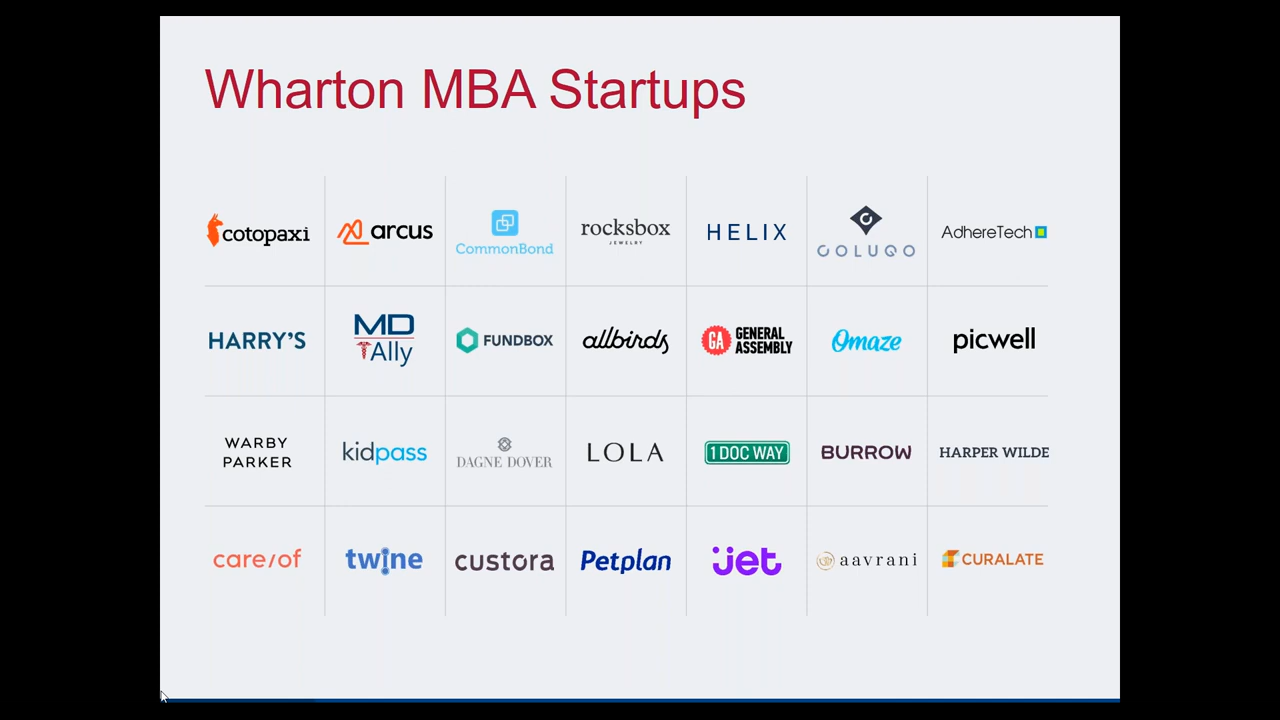 Wharton MBA Startups
cotopaxi
arcus
CommonBond
rocksbox
JEWELRY
HELIX
COLUQO
AdhereTech
HARRY'S
MD
Ally
FUNDBOX
allbirds
GA GENERAL
ASSEMBLY
Omaze
picwell
WARBY
PARKER
kidpass
DAGNE DOVER
LOLA
1 DOC WAY
BURROW
HARPER WILDE
care/of
twine
custora
Petplan
jet
aavrani
CURALATE